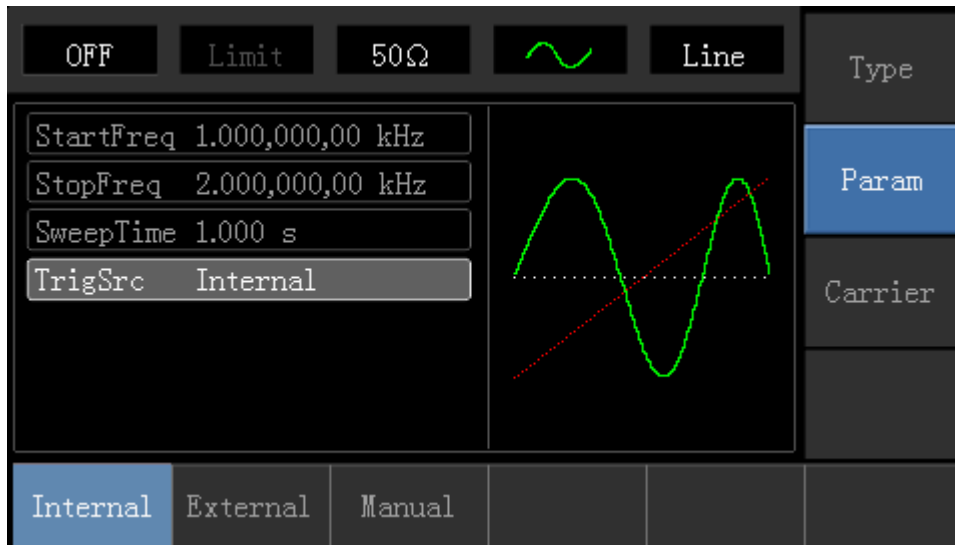 OFF Limit 50Ω Line
Type
StartFreq 1.000,000,00 kHz
StopFreq 2.000,000,00 kHz
SweepTime 1.000 s
TrigSrc Internal
Param
Carrier
Internal External Manual